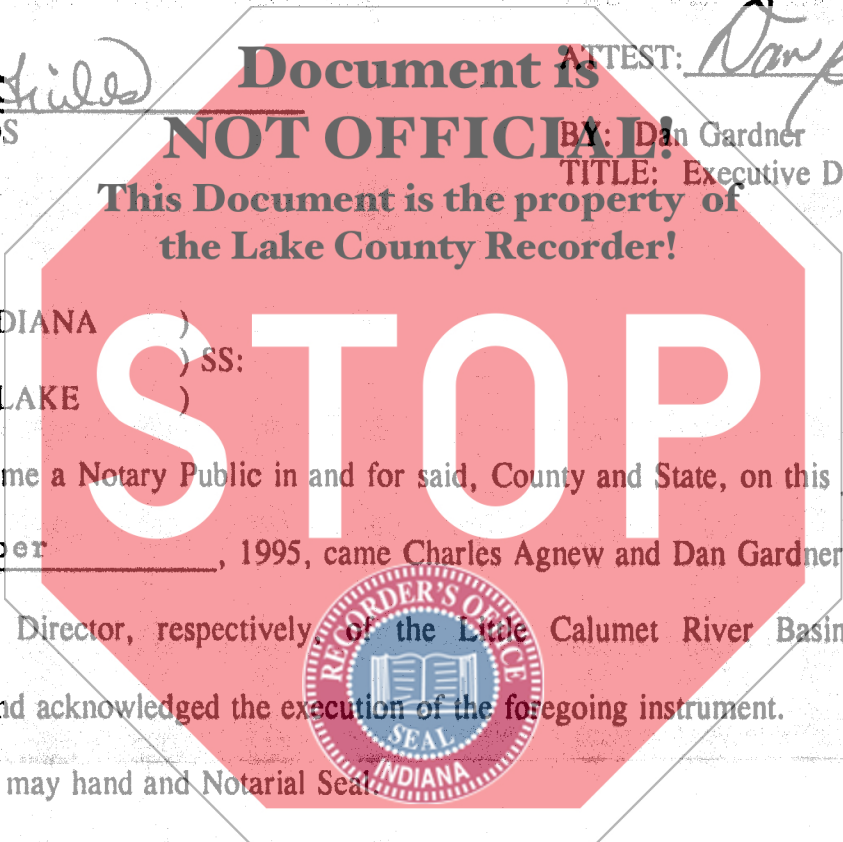 Document is
ATTEST:
NOT OFFICIAL!
S
BY: Dan Gardner
TITLE: Executive D
This Document is the property of
the Lake County Recorder!
DIANA )
) SS:
LAKE )
STOP
me a Notary Public in and for said, County and State, on this
ber , 1995, came Charles Agnew and Dan Gardner
Director, respectively, of the Little Calumet River Basin
nd acknowledged the execution of the foregoing instrument.
may hand and Notarial Seal.
RECORDER'S OFFICE
SEAL
INDIANA